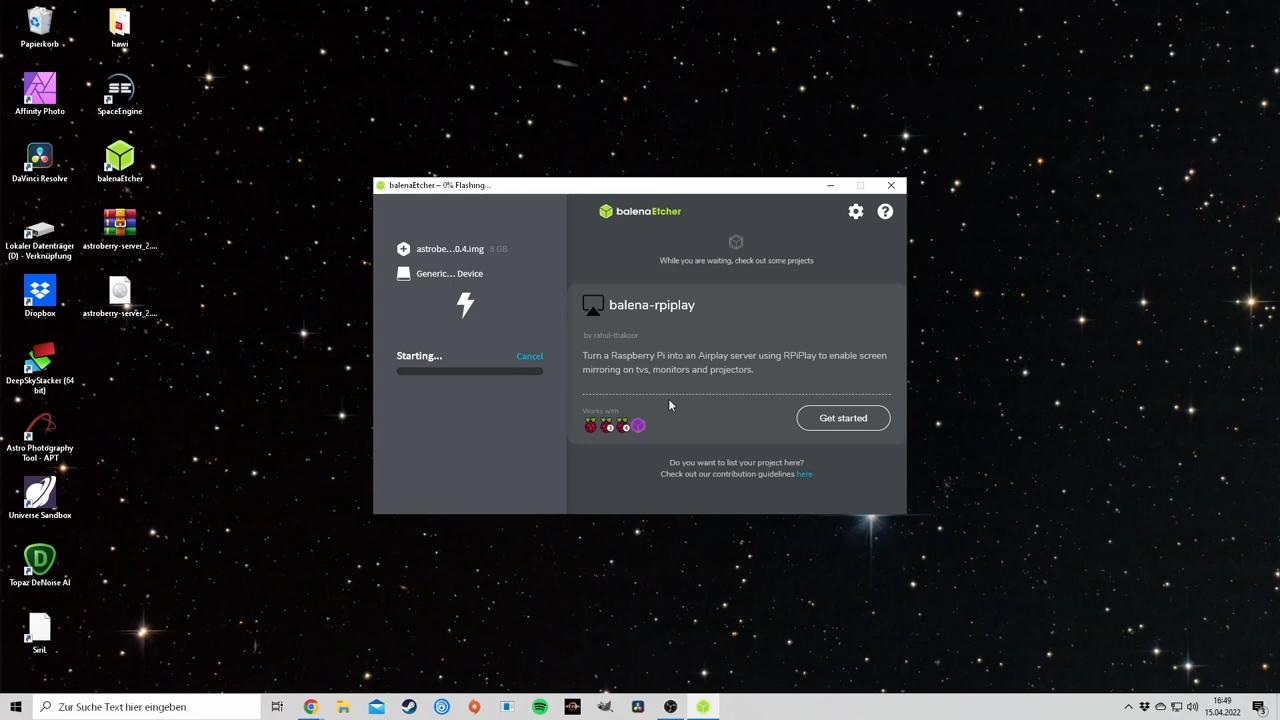 Papierkorb
hawi
Affinity Photo
SpaceEngine
DaVinci Resolve
balenaEtcher
Lokaler Datenträger
(D) - Verknüpfung
astroberry-server_2....
Dropbox
astroberry-server_2....
DeepSkyStacker (64
bit)
Astro Photography
Tool - APT
Universe Sandbox
Topaz DeNoise AI
SiriL
balenaEtcher – 0% Flashing...
astrobe...0.4.img 8 GB
Generic... Device
Starting...
Cancel
balenaEtcher
While you are waiting, check out some projects
balena-rpiplay
by rahul-thakoor
Turn a Raspberry Pi into an Airplay server using RPiPlay to enable screen
mirroring on tvs, monitors and projectors.
Works with
Get started
Do you want to list your project here?
Check out our contribution guidelines here
Zur Suche Text hier eingeben
16:49
15.04.2022